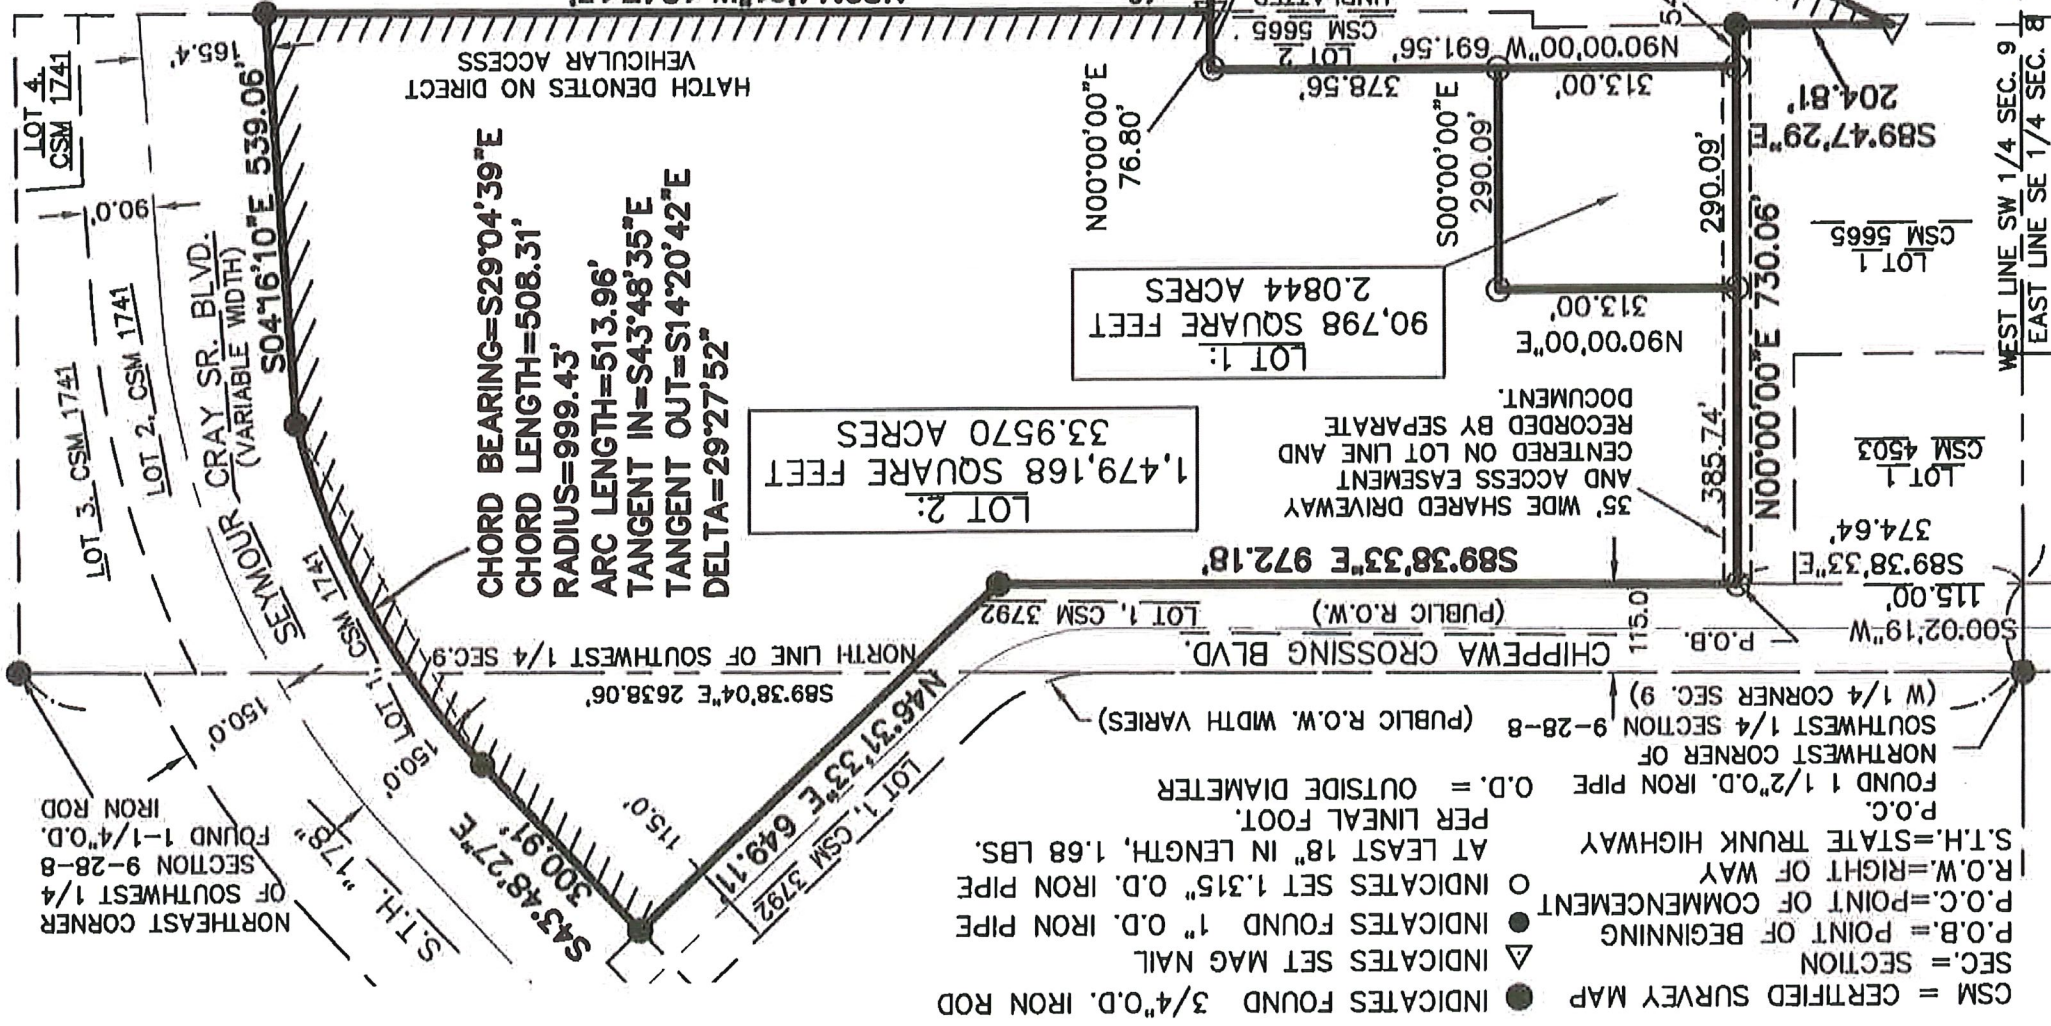 CSM = CERTIFIED SURVEY MAP
SEC.= SECTION
P.O.B.= POINT OF BEGINNING
P.O.C.=POINT OF COMMENCEMENT
R.O.W.=RIGHT OF WAY
S.T.H.=STATE TRUNK HIGHWAY
● INDICATES FOUND 3/4"O.D. IRON ROD
INDICATES SET MAG NAIL
● INDICATES FOUND 1" O.D. IRON PIPE
○ INDICATES SET 1.315" O.D. IRON PIPE
AT LEAST 18" IN LENGTH, 1.68 LBS.
PER LINEAL FOOT.
O.D. = OUTSIDE DIAMETER
P.O.C.
FOUND 1 1/2"O.D. IRON PIPE
NORTHWEST CORNER OF
SOUTHWEST 1/4 SECTION 9-28-8
(W 1/4 CORNER SEC. 9)
NORTHEAST CORNER
OF SOUTHWEST 1/4
SECTION 9-28-8
FOUND 1-1/4"O.D.
IRON ROD
S.T.H. "178"
S43°48'27"E
300.91'
LOT 1, CSM 3792
N46°31'33"E 649.11'
115.0'
(PUBLIC R.O.W. WIDTH VARIES)
S89°38'04"E 2638.06'
NORTH LINE OF SOUTHWEST 1/4 SEC.9
150.0'
150.0'
LOT 1, CSM 1741
S00°02'19"W
115.00'
P.O.B.
115.0'
CHIPPEWA CROSSING BLVD.
(PUBLIC R.O.W.)
LOT 1, CSM 3792
S89°38'33"E
374.64'
S89°38'33"E 972.18'
LOT 1
CSM 4503
35' WIDE SHARED DRIVEWAY
AND ACCESS EASEMENT
CENTERED ON LOT LINE AND
RECORDED BY SEPARATE
DOCUMENT.
385.74'
N00°00'00"E 730.06'
LOT 2:
1,479,168 SQUARE FEET
33.9570 ACRES
CHORD BEARING=S29°04'39"E
CHORD LENGTH=508.31'
RADIUS=999.43'
ARC LENGTH=513.96'
TANGENT IN=S43°48'35"E
TANGENT OUT=S14°20'42"E
DELTA=29°27'52"
SEYMOUR CRAY SR. BLVD.
(VARIABLE WIDTH)
LOT 2, CSM 1741
LOT 3, CSM 1741
N90°00'00"E
313.00'
LOT 1:
90,798 SQUARE FEET
2.0844 ACRES
WEST LINE SW 1/4 SEC. 9
EAST LINE SE 1/4 SEC. 8
LOT 1
CSM 5665
290.09'
S00°00'00"E
290.09'
N00°00'00"E
76.80'
S04°16'10"E 539.06'
90.0'
S89°47'29"E
204.81'
313.00'
378.56'
N90°00'00"W 691.56'
LOT 2
CSM 5665
UNPLATTED
HATCH DENOTES NO DIRECT
VEHICULAR ACCESS
165.4'
LOT 4,
CSM 1741